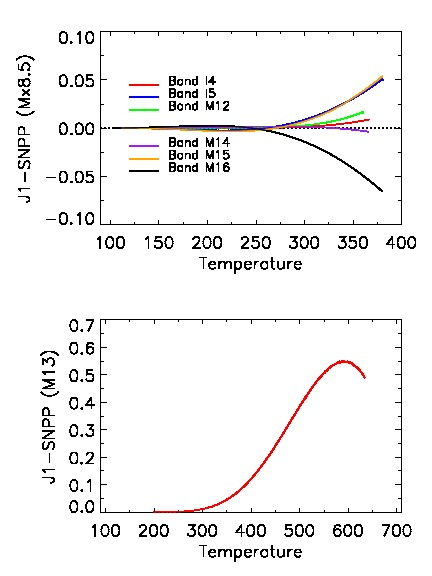 0.10
0.05
0.00
-0.05
-0.10
J1-SNPP (Mx8.5)
Band I4
Band I5
Band M12
Band M14
Band M15
Band M16
100 150 200 250 300 350 400
Temperature
0.7
0.6
0.5
0.4
0.3
0.2
0.1
0.0
J1-SNPP (M13)
100 200 300 400 500 600 700
Temperature